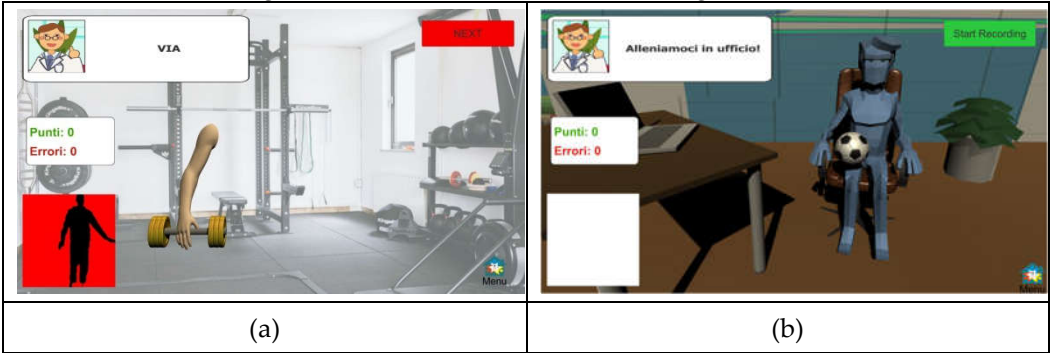 VIA
NEXT
Punti: 0
Errori: 0
Menu
Alleniamoci in ufficio!
Start Recording
Punti: 0
Errori: 0
Menu
(a)
(b)